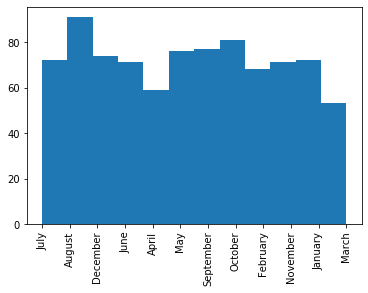 80
60
40
20
0
July
August
December
June
April
May
September
October
February
November
January
March